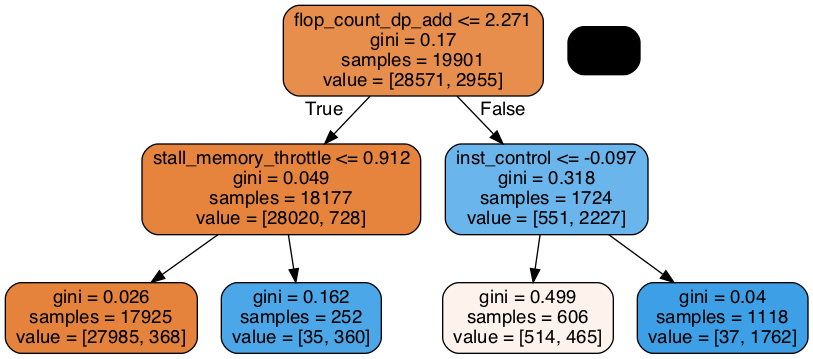 flop_count_dp_add <= 2.271
gini = 0.17
samples = 19901
value = [28571, 2955]
True
False
stall_memory_throttle <= 0.912
gini = 0.049
samples = 18177
value = [28020, 728]
inst_control <= -0.097
gini = 0.318
samples = 1724
value = [551, 2227]
gini = 0.026
samples = 17925
value = [27985, 368]
gini = 0.162
samples = 252
value = [35, 360]
gini = 0.499
samples = 606
value = [514, 465]
gini = 0.04
samples = 1118
value = [37, 1762]